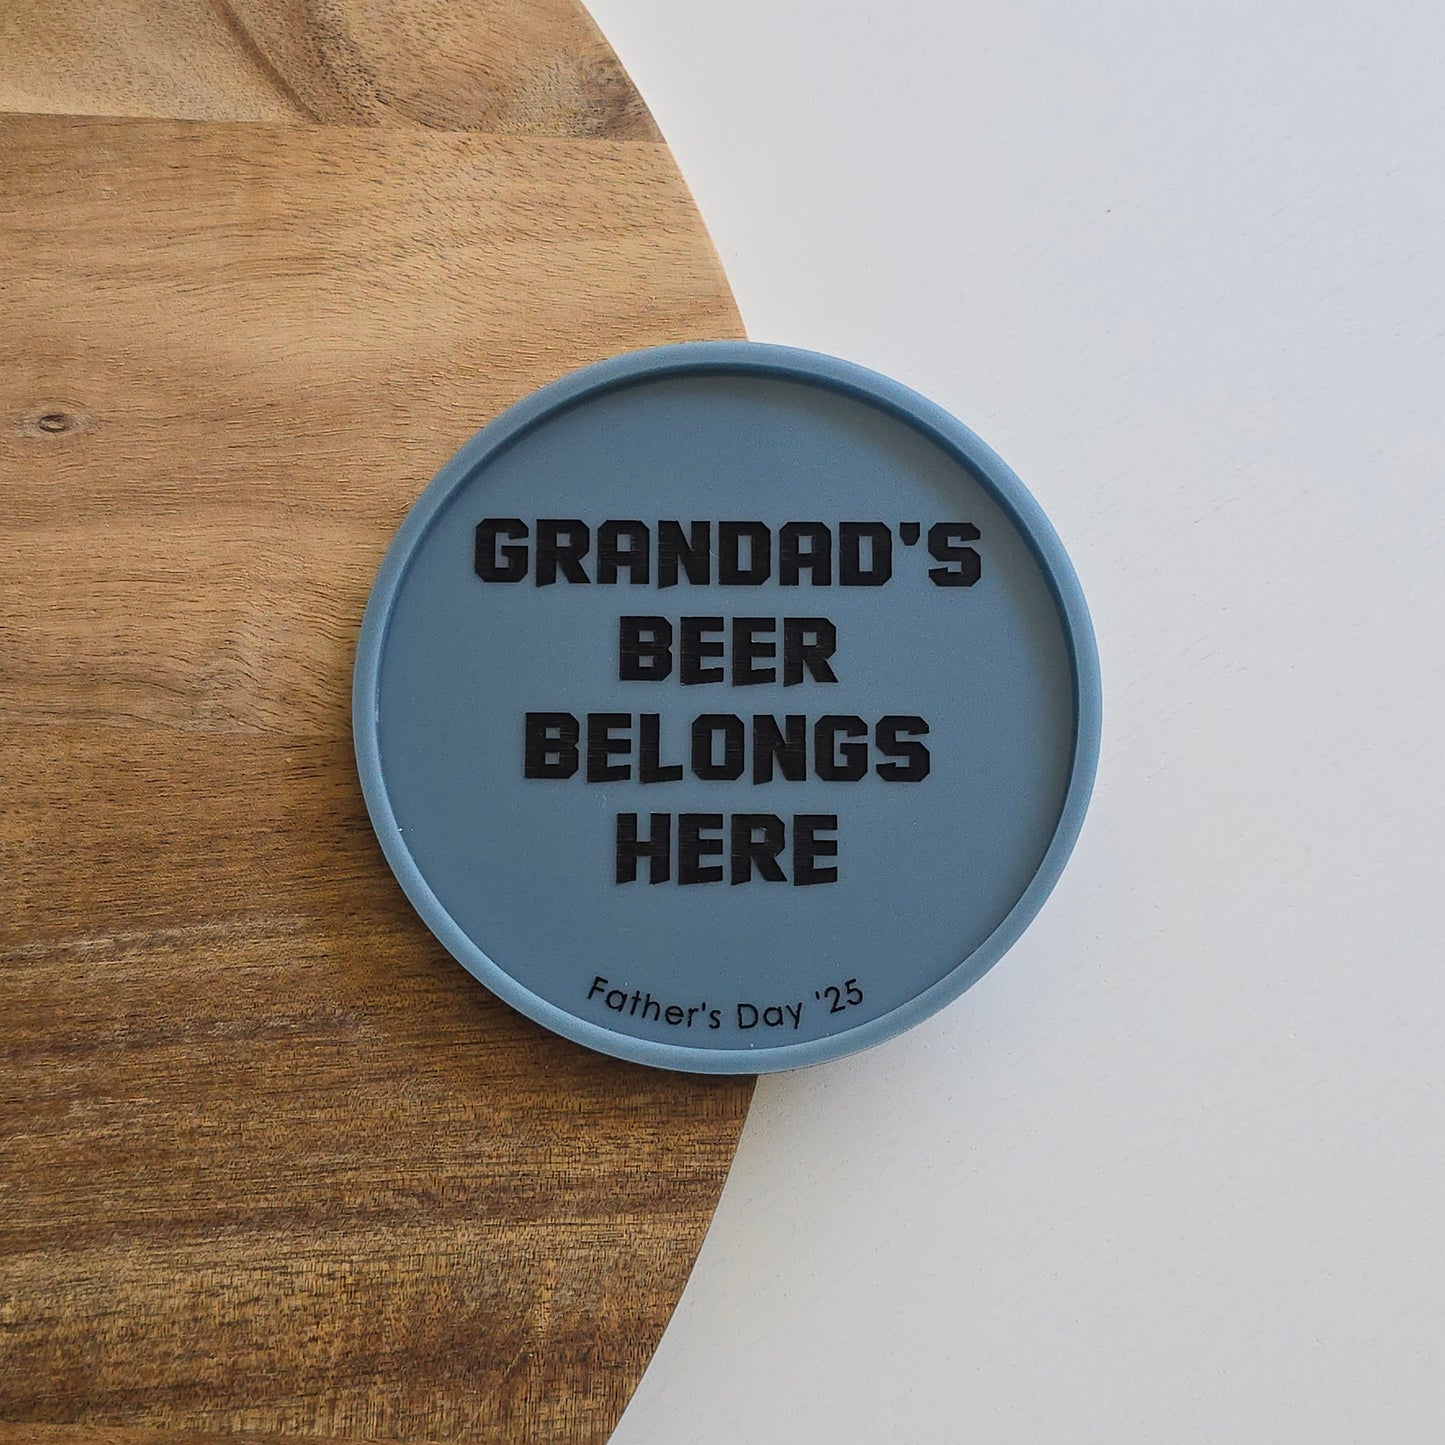 GRANDAD'S
BEER
BELONGS
HERE
Father's Day '25